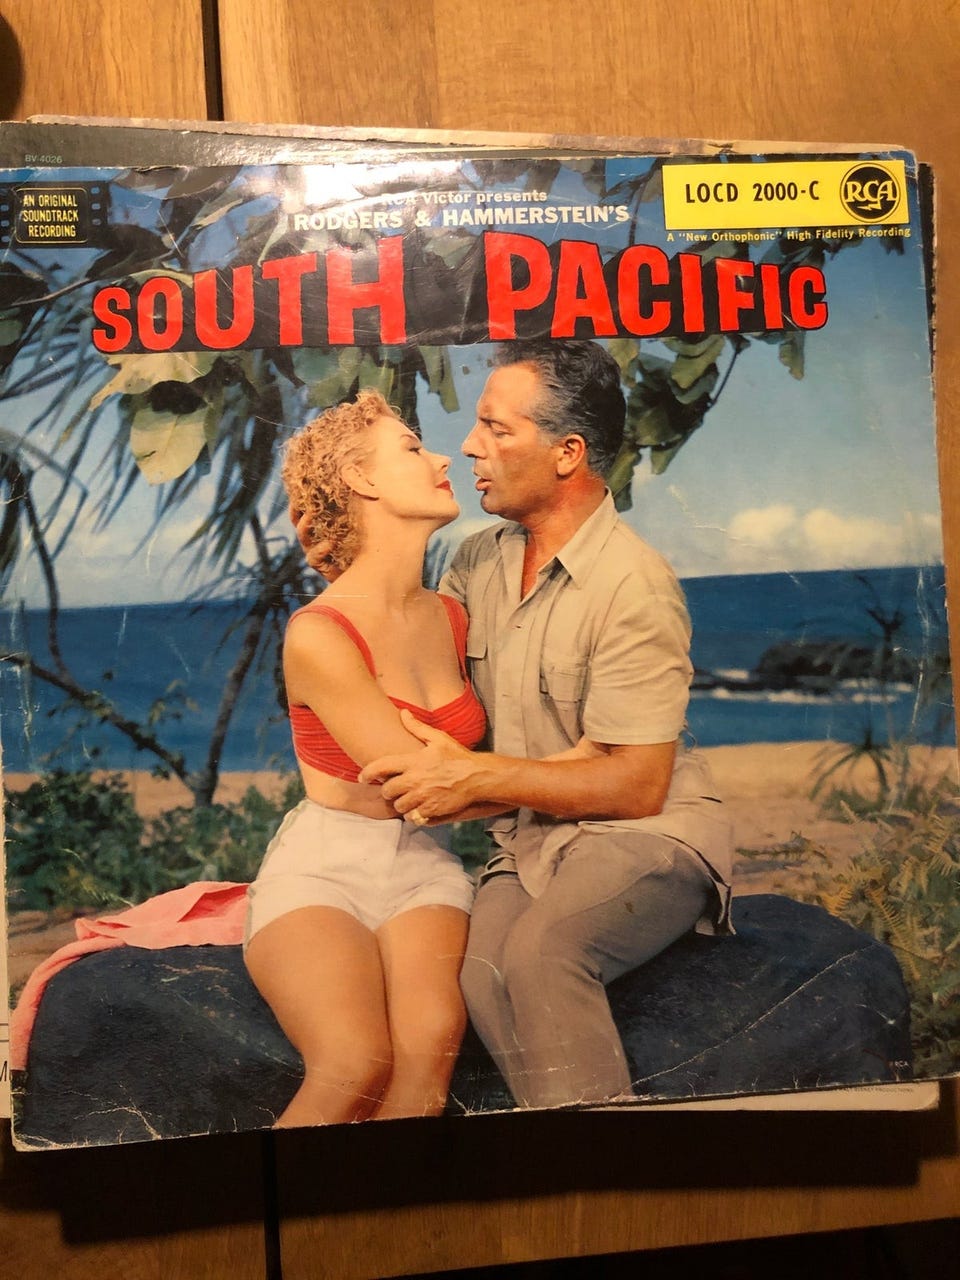 BV 4026
AN ORIGINAL
SOUNDTRACK
RECORDING
RCA Victor presents
RODGERS & HAMMERSTEIN'S
LOCD 2000-C
RCA
A "New Orthophonic" High Fidelity Recording
SOUTH PACIFIC
RCA